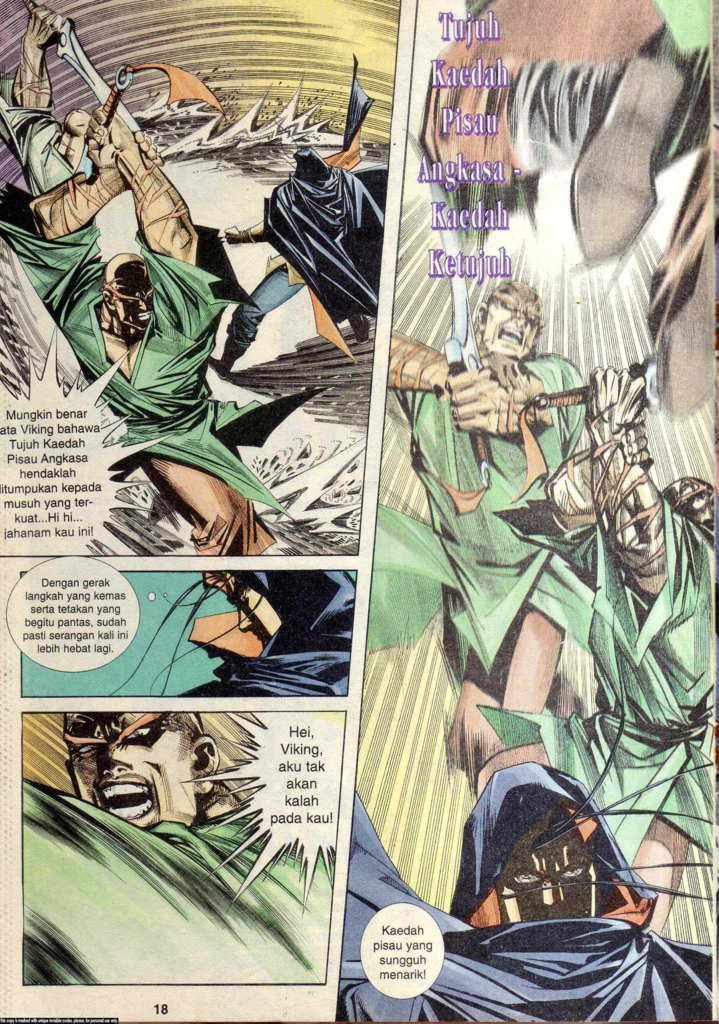 Mungkin benar
ata Viking bahawa
Tujuh Kaedah
Pisau Angkasa
hendaklah
ditumpukan kepada
musuh yang ter-
kuat...Hi hi...
jahanam kau ini!
Dengan gerak
langkah yang kemas
serta tetakan yang
begitu pantas, sudah
pasti serangan kali ini
lebih hebat lagi.
Hei,
Viking,
aku tak
akan
kalah
pada kau!
Tujuh
Kaedah
Pisau
Angkasa -
Kaedah
Ketujuh
Kaedah
pisau yang
sungguh
menarik!
18